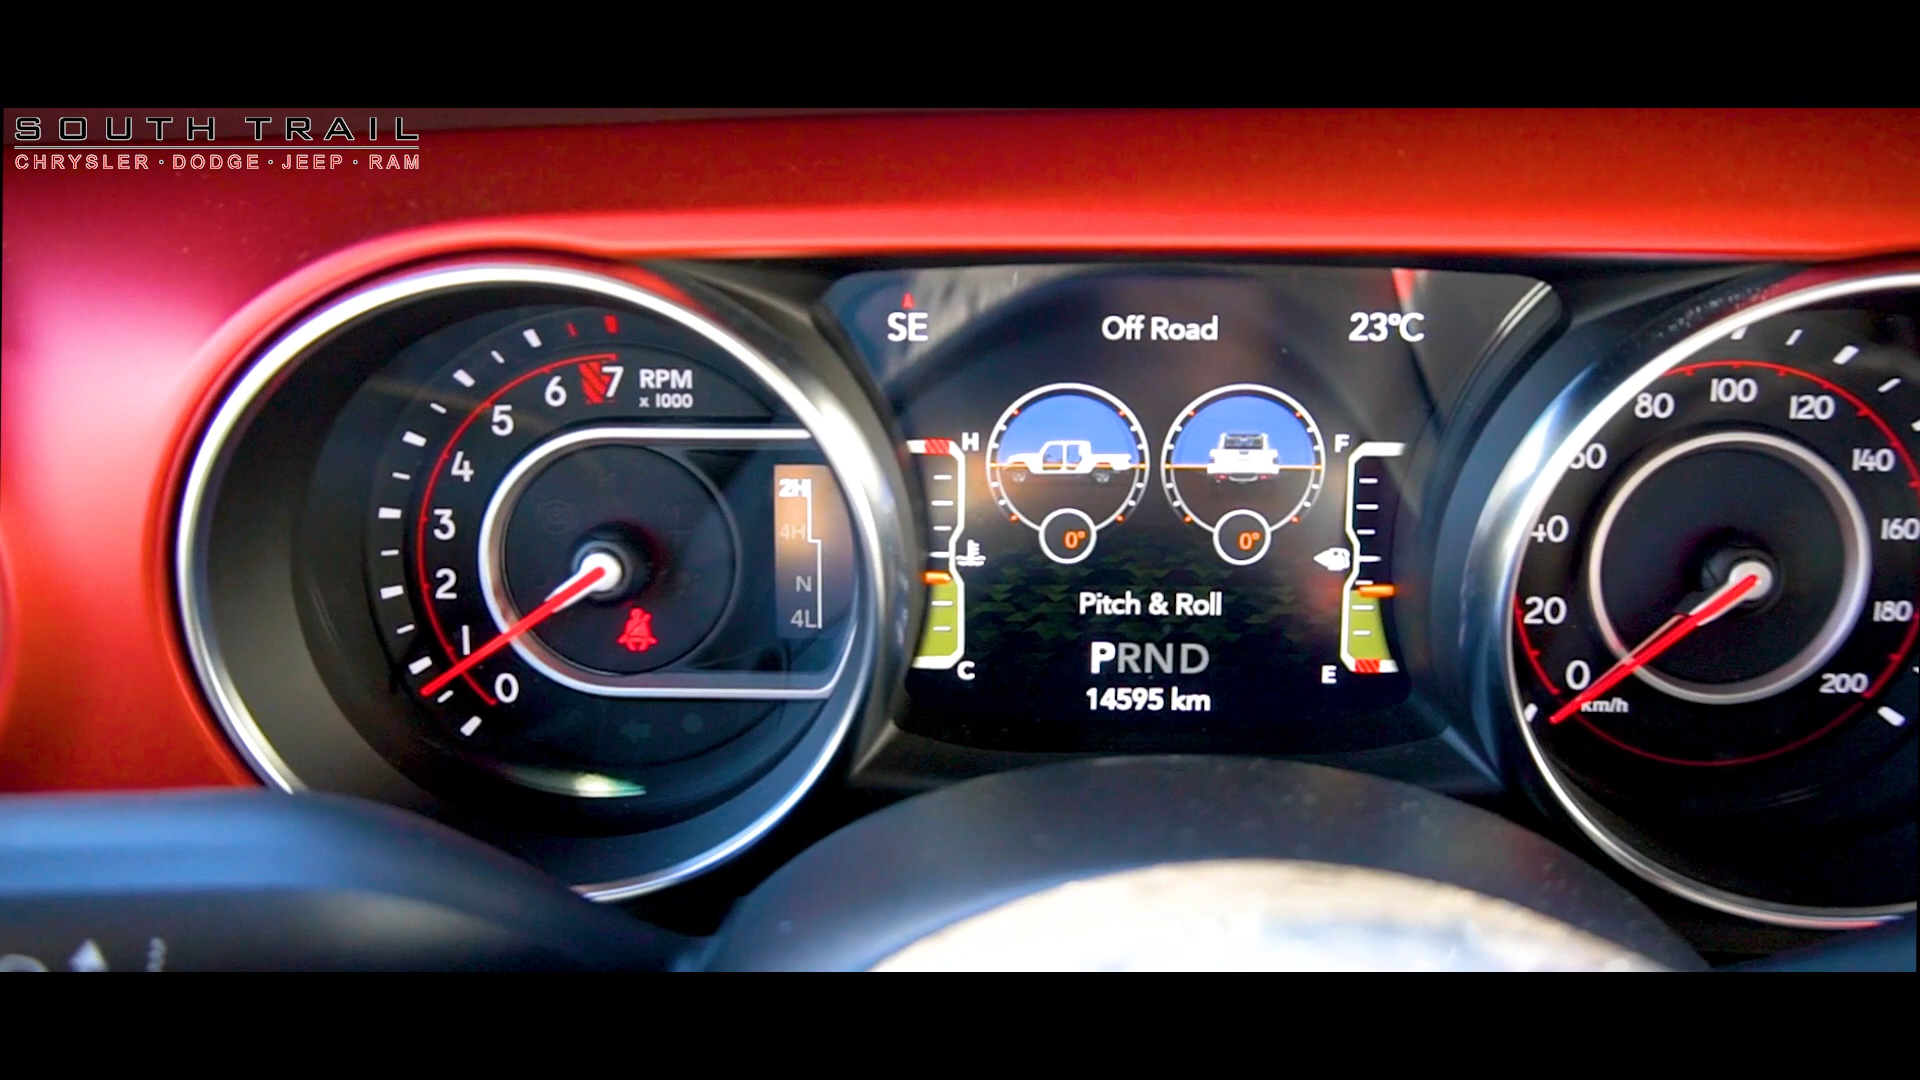 SOUTH TRAIL
CHRYSLER · DODGE · JEEP · RAM
SE
Off Road
23°C
7
6
5
4
3
2
1
0
RPM
x 1000
2H
4H
N
4L
H
C
0°
0°
F
E
Pitch & Roll
PRND
14595 km
0
20
40
60
80
100
120
140
160
180
200
km/h